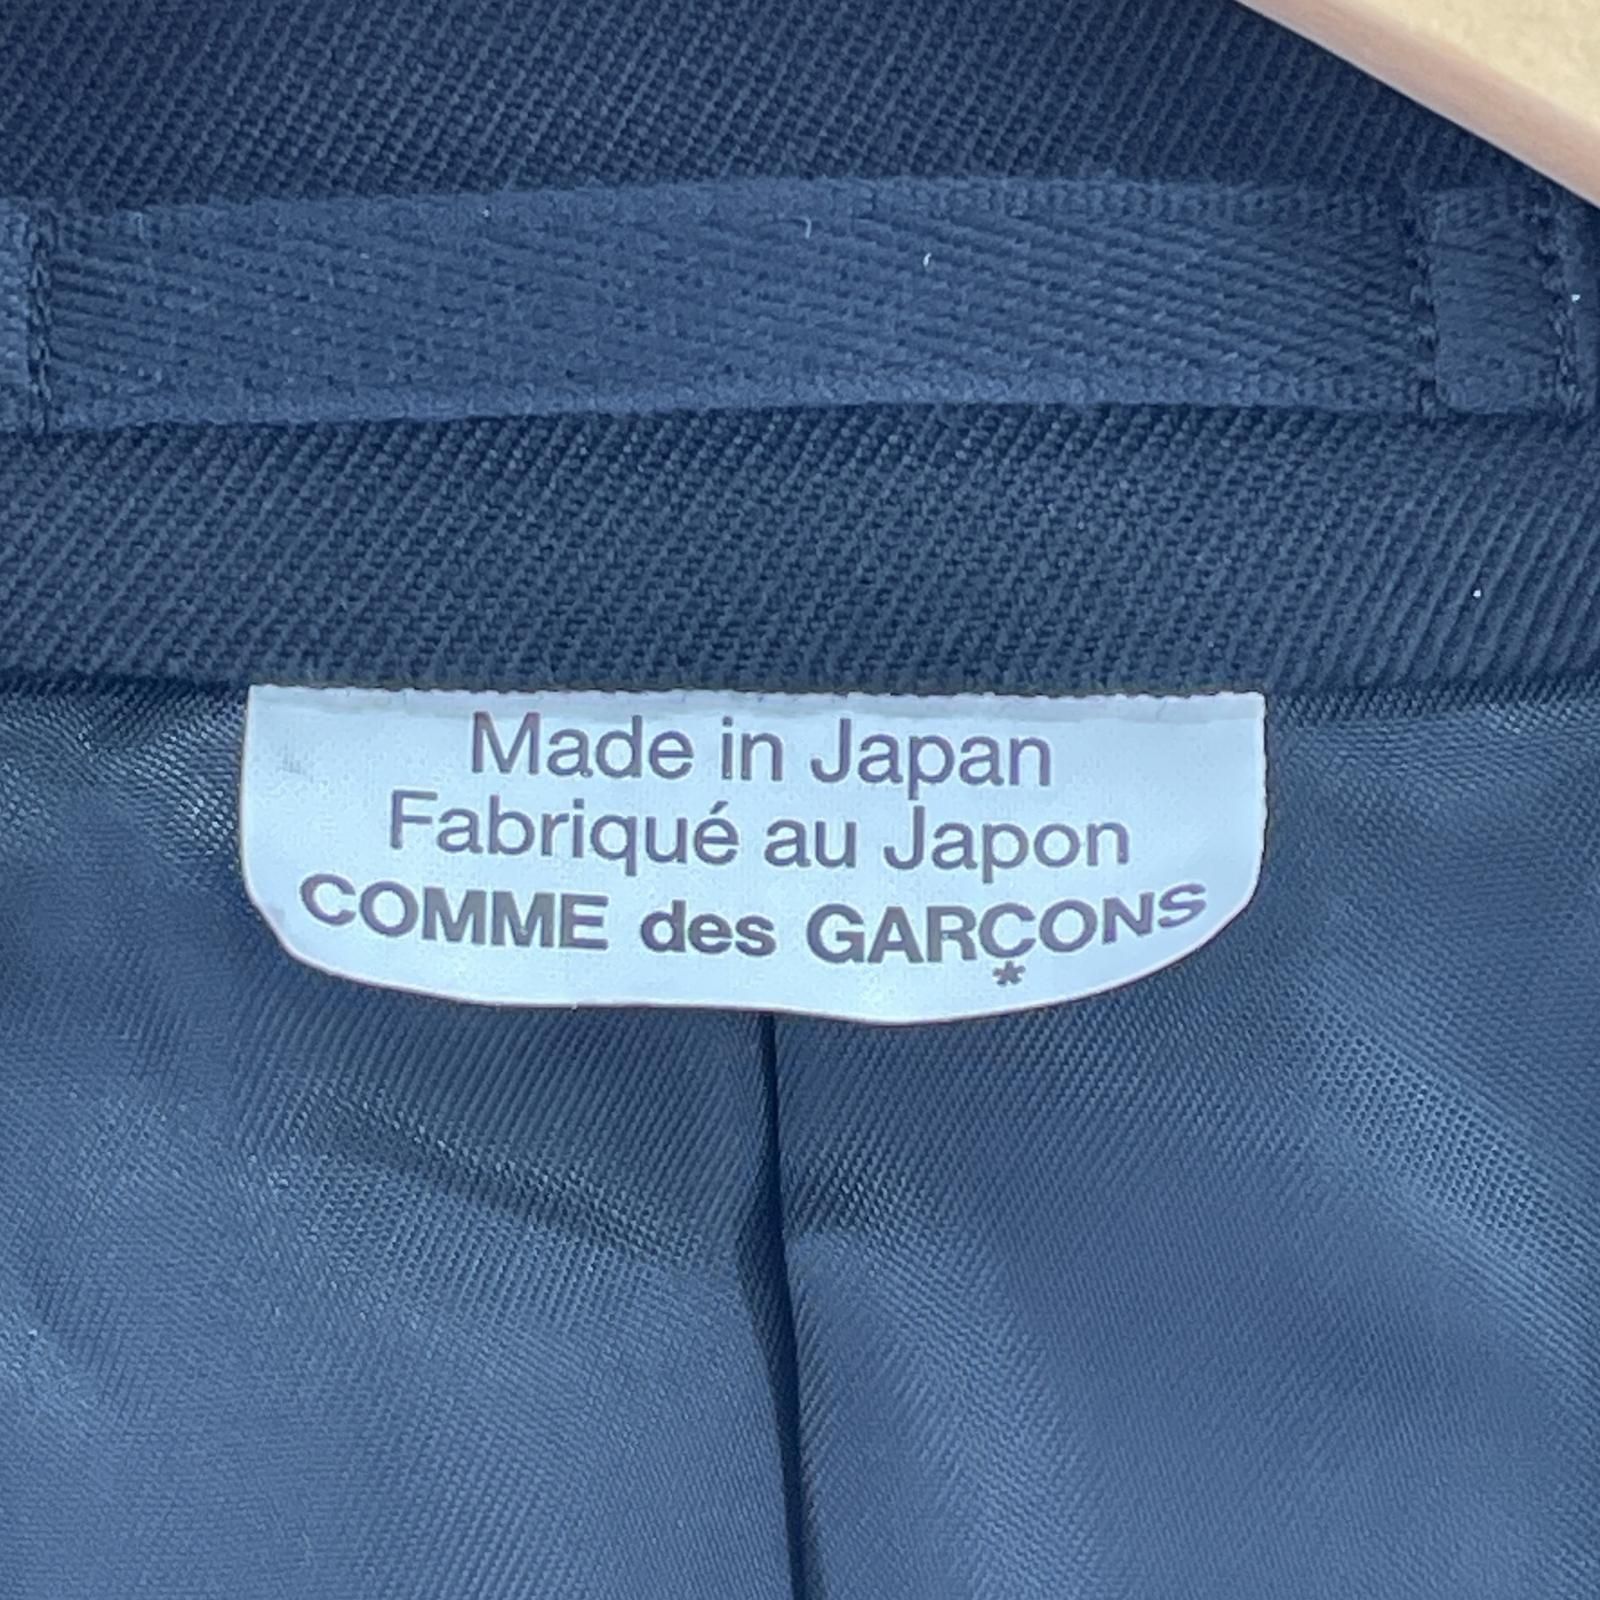 Made in Japan
Fabriqué au Japon
COMME des GARÇONS
*